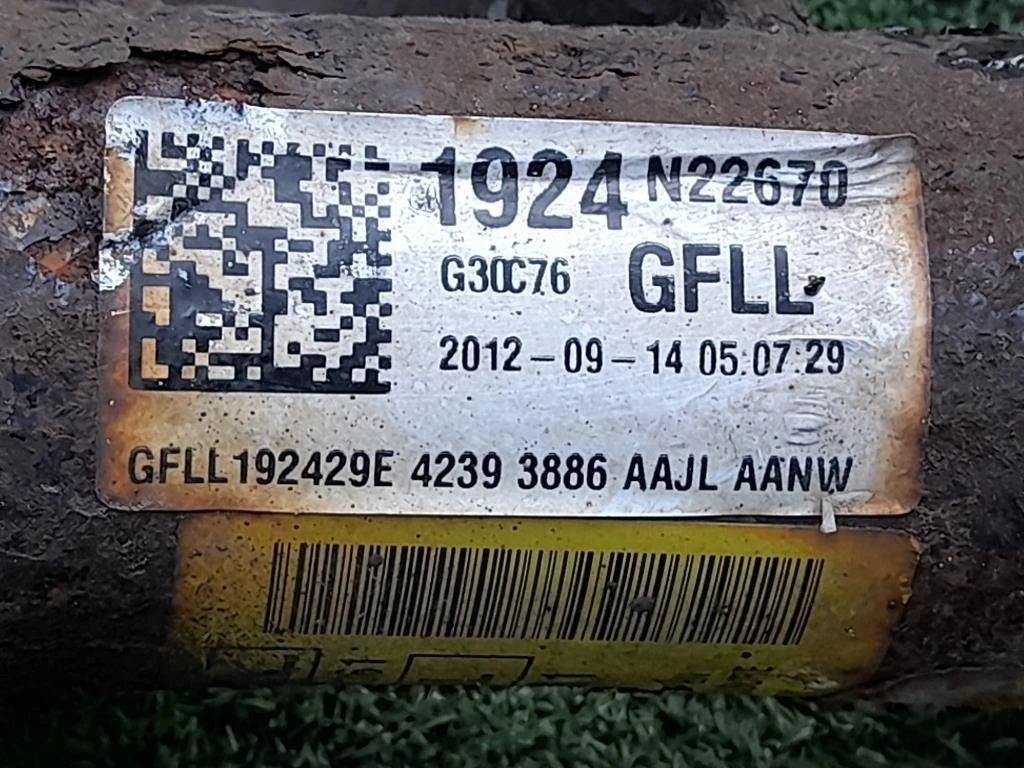 1924 N22670
G30C76 GFLL
2012-09-14 05:07:29
GFLL192429E 4239 3886 AAJL AANW